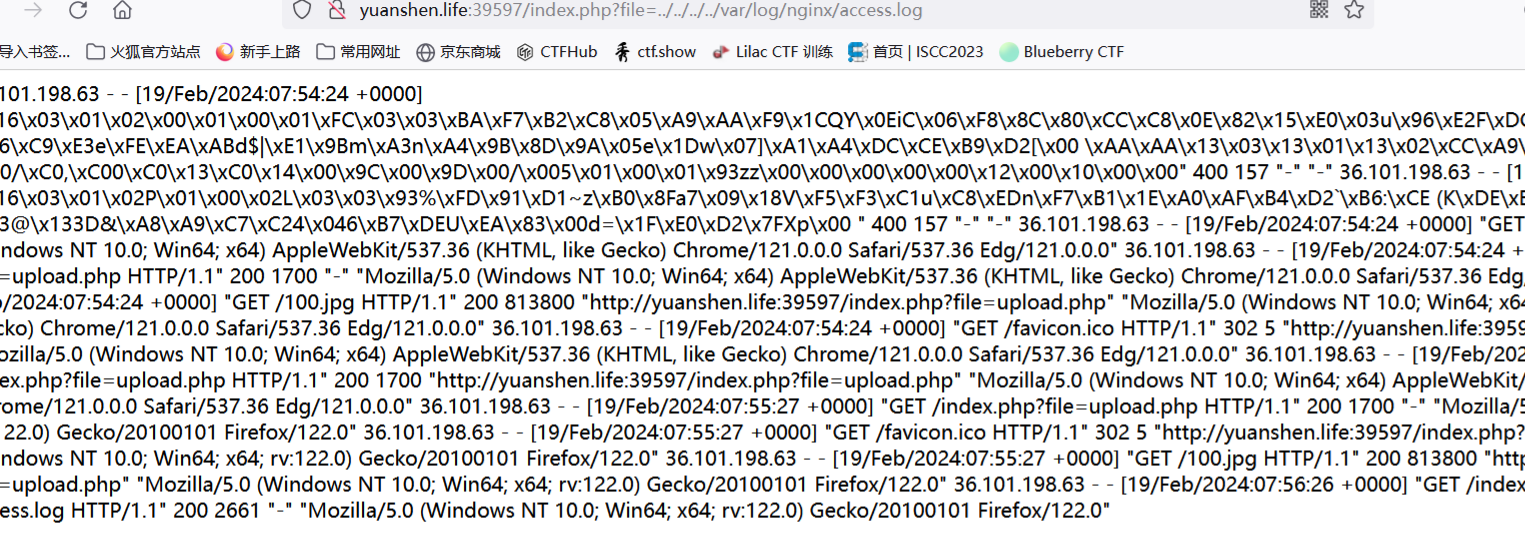 yuanshen.life:39597/index.php?file=../../../../var/log/nginx/access.log
导入书签... 火狐官方站点 新手上路 常用网址 京东商城 CTFHub ctf.show Lilac CTF 训练 首页 | ISCC2023 Blueberry CTF
101.198.63 - - [19/Feb/2024:07:54:24 +0000]
16\x03\x01\x02\x00\x01\x00\x01\xFC\x03\x03\xBA\xF7\xB2\xC8\x05\xA9\xAA\xF9\x1CQY\x0EiC\x06\xF8\x8C\x80\xCC\xC8\x0E\x82\x15\xE0\x03u\x96\xE2F\xDC
6\xC9\xE3e\xFE\xEA\xABd$|\xE1\x9Bm\xA3n\xA4\x9B\x8D\x9A\x05e\x1Dw\x07]\xA1\xA4\xDC\xCE\xB9\xD2[\x00 \xAA\xAA\x13\x03\x13\x01\x13\x02\xCC\xA9\
0/\xC0,\xC00\xC0\x13\xC0\x14\x00\x9C\x00\x9D\x00/\x005\x01\x00\x01\x93zz\x00\x00\x00\x00\x00\x12\x00\x10\x00\x00" 400 157 "-" "-" 36.101.198.63 - - [1
16\x03\x01\x02P\x01\x00\x02L\x03\x03\x93%\xFD\x91\xD1~z\xB0\x8Fa7\x09\x18V\xF5\xF3\xC1u\xC8\xEDn\xF7\xB1\x1E\xA0\xAF\xB4\xD2`\xB6:\xCE (K\xDE\xE
3@\x133D&\xA8\xA9\xC7\xC24\x046\xB7\xDEU\xEA\x83\x00d=\x1F\xE0\xD2\x7FXp\x00 " 400 157 "-" "-" 36.101.198.63 - - [19/Feb/2024:07:54:24 +0000] "GET
ndows NT 10.0; Win64; x64) AppleWebKit/537.36 (KHTML, like Gecko) Chrome/121.0.0.0 Safari/537.36 Edg/121.0.0.0" 36.101.198.63 - - [19/Feb/2024:07:54:24 +
=upload.php HTTP/1.1" 200 1700 "-" "Mozilla/5.0 (Windows NT 10.0; Win64; x64) AppleWebKit/537.36 (KHTML, like Gecko) Chrome/121.0.0.0 Safari/537.36 Edg/
b/2024:07:54:24 +0000] "GET /100.jpg HTTP/1.1" 200 813800 "http://yuanshen.life:39597/index.php?file=upload.php" "Mozilla/5.0 (Windows NT 10.0; Win64; x6
cko) Chrome/121.0.0.0 Safari/537.36 Edg/121.0.0.0" 36.101.198.63 - - [19/Feb/2024:07:54:24 +0000] "GET /favicon.ico HTTP/1.1" 302 5 "http://yuanshen.life:3959
ozilla/5.0 (Windows NT 10.0; Win64; x64) AppleWebKit/537.36 (KHTML, like Gecko) Chrome/121.0.0.0 Safari/537.36 Edg/121.0.0.0" 36.101.198.63 - - [19/Feb/202
ex.php?file=upload.php HTTP/1.1" 200 1700 "http://yuanshen.life:39597/index.php?file=upload.php" "Mozilla/5.0 (Windows NT 10.0; Win64; x64) AppleWebKit/
rome/121.0.0.0 Safari/537.36 Edg/121.0.0.0" 36.101.198.63 - - [19/Feb/2024:07:55:27 +0000] "GET /index.php?file=upload.php HTTP/1.1" 200 1700 "-" "Mozilla/5
122.0) Gecko/20100101 Firefox/122.0" 36.101.198.63 - - [19/Feb/2024:07:55:27 +0000] "GET /favicon.ico HTTP/1.1" 302 5 "http://yuanshen.life:39597/index.php?
ndows NT 10.0; Win64; x64; rv:122.0) Gecko/20100101 Firefox/122.0" 36.101.198.63 - - [19/Feb/2024:07:55:27 +0000] "GET /100.jpg HTTP/1.1" 200 813800 "http
=upload.php" "Mozilla/5.0 (Windows NT 10.0; Win64; x64; rv:122.0) Gecko/20100101 Firefox/122.0" 36.101.198.63 - - [19/Feb/2024:07:56:26 +0000] "GET /index
ess.log HTTP/1.1" 200 2661 "-" "Mozilla/5.0 (Windows NT 10.0; Win64; x64; rv:122.0) Gecko/20100101 Firefox/122.0"